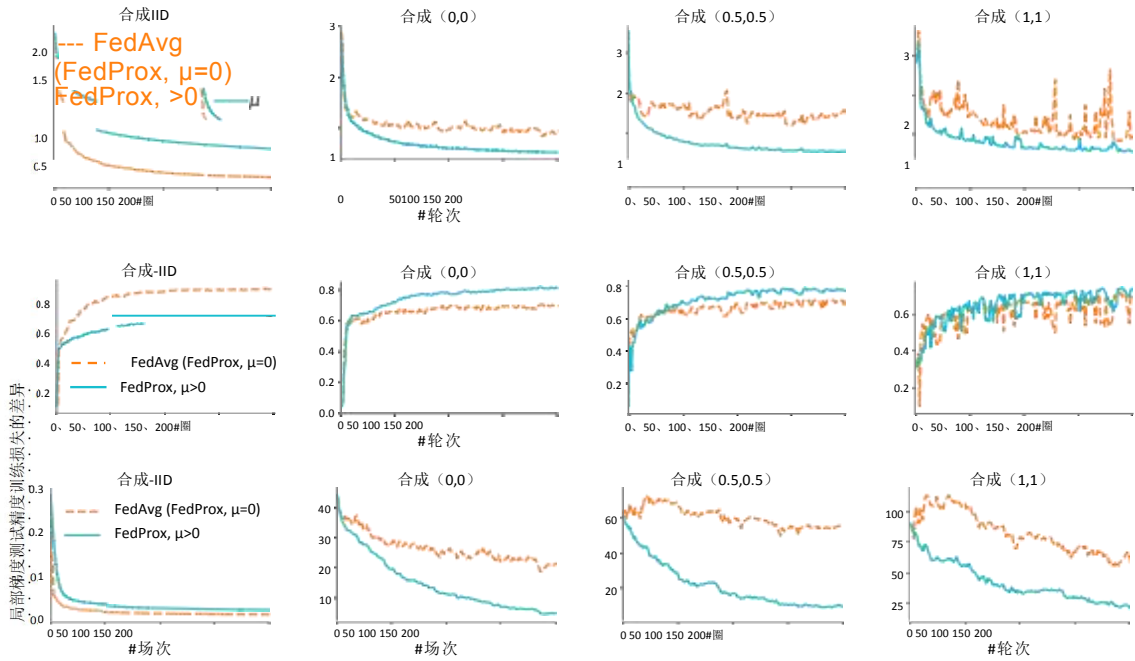 合成IID
2.0
--- FedAvg
(FedProx, μ=0)
1.5
FedProx, >0
μ
1.0
0.5
0 50 100 150 200#圈
合成（0,0）
3
2
1
0
50100 150 200
#轮次
合成（0.5,0.5）
3
2
1
0、50、100、150、200#圈
合成（1,1）
3
2
1
0、50、100、150、200#圈
合成-IID
0.8
0.6
0.4
0.2
FedAvg (FedProx, μ=0)
FedProx, μ>0
0、50、100、150、200#圈
合成（0,0）
0.8
0.6
0.4
0.2
0.0
0 50 100 150 200
#轮次
合成（0.5,0.5）
0.8
0.6
0.4
0.2
0、50、100、150、200#圈
合成（1,1）
0.8
0.6
0.4
0.2
0、50、100、150、200#圈
局部梯度测试精度训练损失的差异
合成-IID
0.3
0.2
.01
.00
FedAvg (FedProx, μ=0)
FedProx, μ>0
0 50 100 150 200
#场次
合成（0,0）
40
30
20
10
0 50 100 150 200
#轮次
合成（0.5,0.5）
60
40
20
0 50 100 150 200#圈
合成（1,1）
100
75
50
25
0 50 100 150 200
#轮次